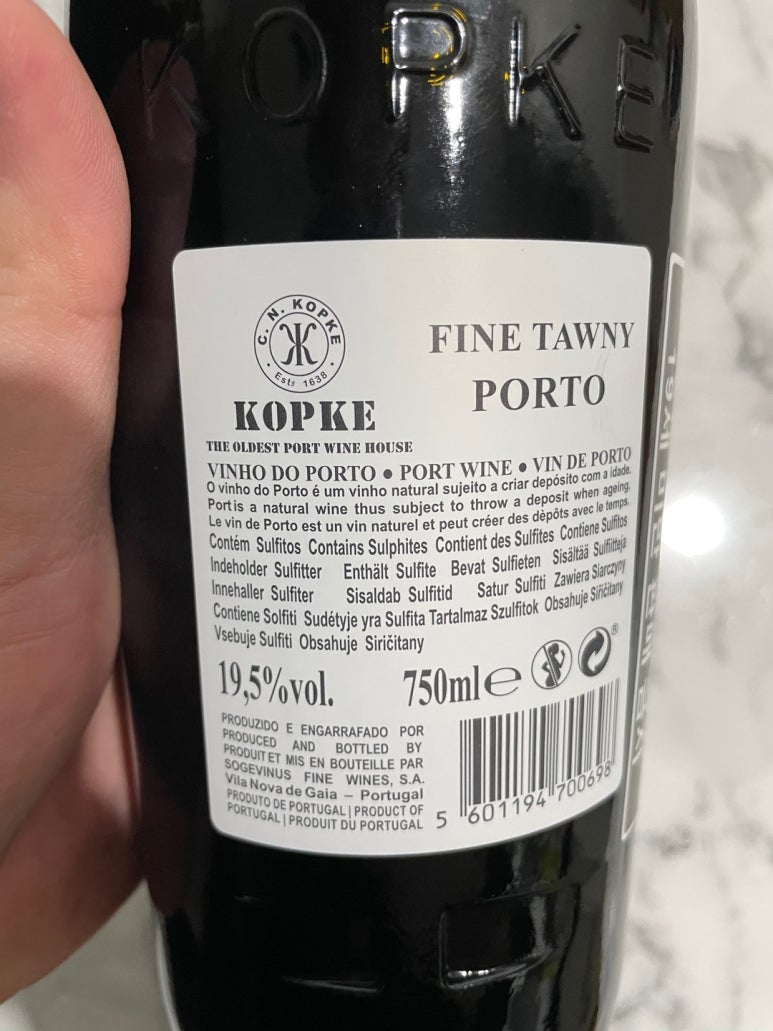 KOPKE
C. N. KOPKE
Este 1638
KOPKE
THE OLDEST PORT WINE HOUSE
FINE TAWNY
PORTO
VINHO DO PORTO • PORT WINE • VIN DE PORTO
O vinho do Porto é um vinho natural sujeito a criar depósito com a idade.
Port is a natural wine thus subject to throw a deposit when ageing.
Le vin de Porto est un vin naturel et peut créer des dèpôts avec le temps.
Contém Sulfitos Contains Sulphites Contient des Sulfites Contiene Sulfitos
Indeholder Sulfitter Enthält Sulfite Bevat Sulfieten Sisältää Sulfiitteja
Innehaller Sulfiter Sisaldab Sulfitid Satur Sulfiti Zawiera Siarczyny
Contiene Solfiti Sudétyje yra Sulfita Tartalmaz Szulfitok Obsahuje Siřičitany
Vsebuje Sulfiti Obsahuje Siričitany
19,5%vol.
750ml e
PRODUZIDO E ENGARRAFADO POR
PRODUCED AND BOTTLED BY
PRODUIT ET MIS EN BOUTEILLE PAR
SOGEVINUS FINE WINES, S.A.
Vila Nova de Gaia – Portugal
PRODUTO DE PORTUGAL | PRODUCT OF
PORTUGAL | PRODUIT DU PORTUGAL
5 601194 700698